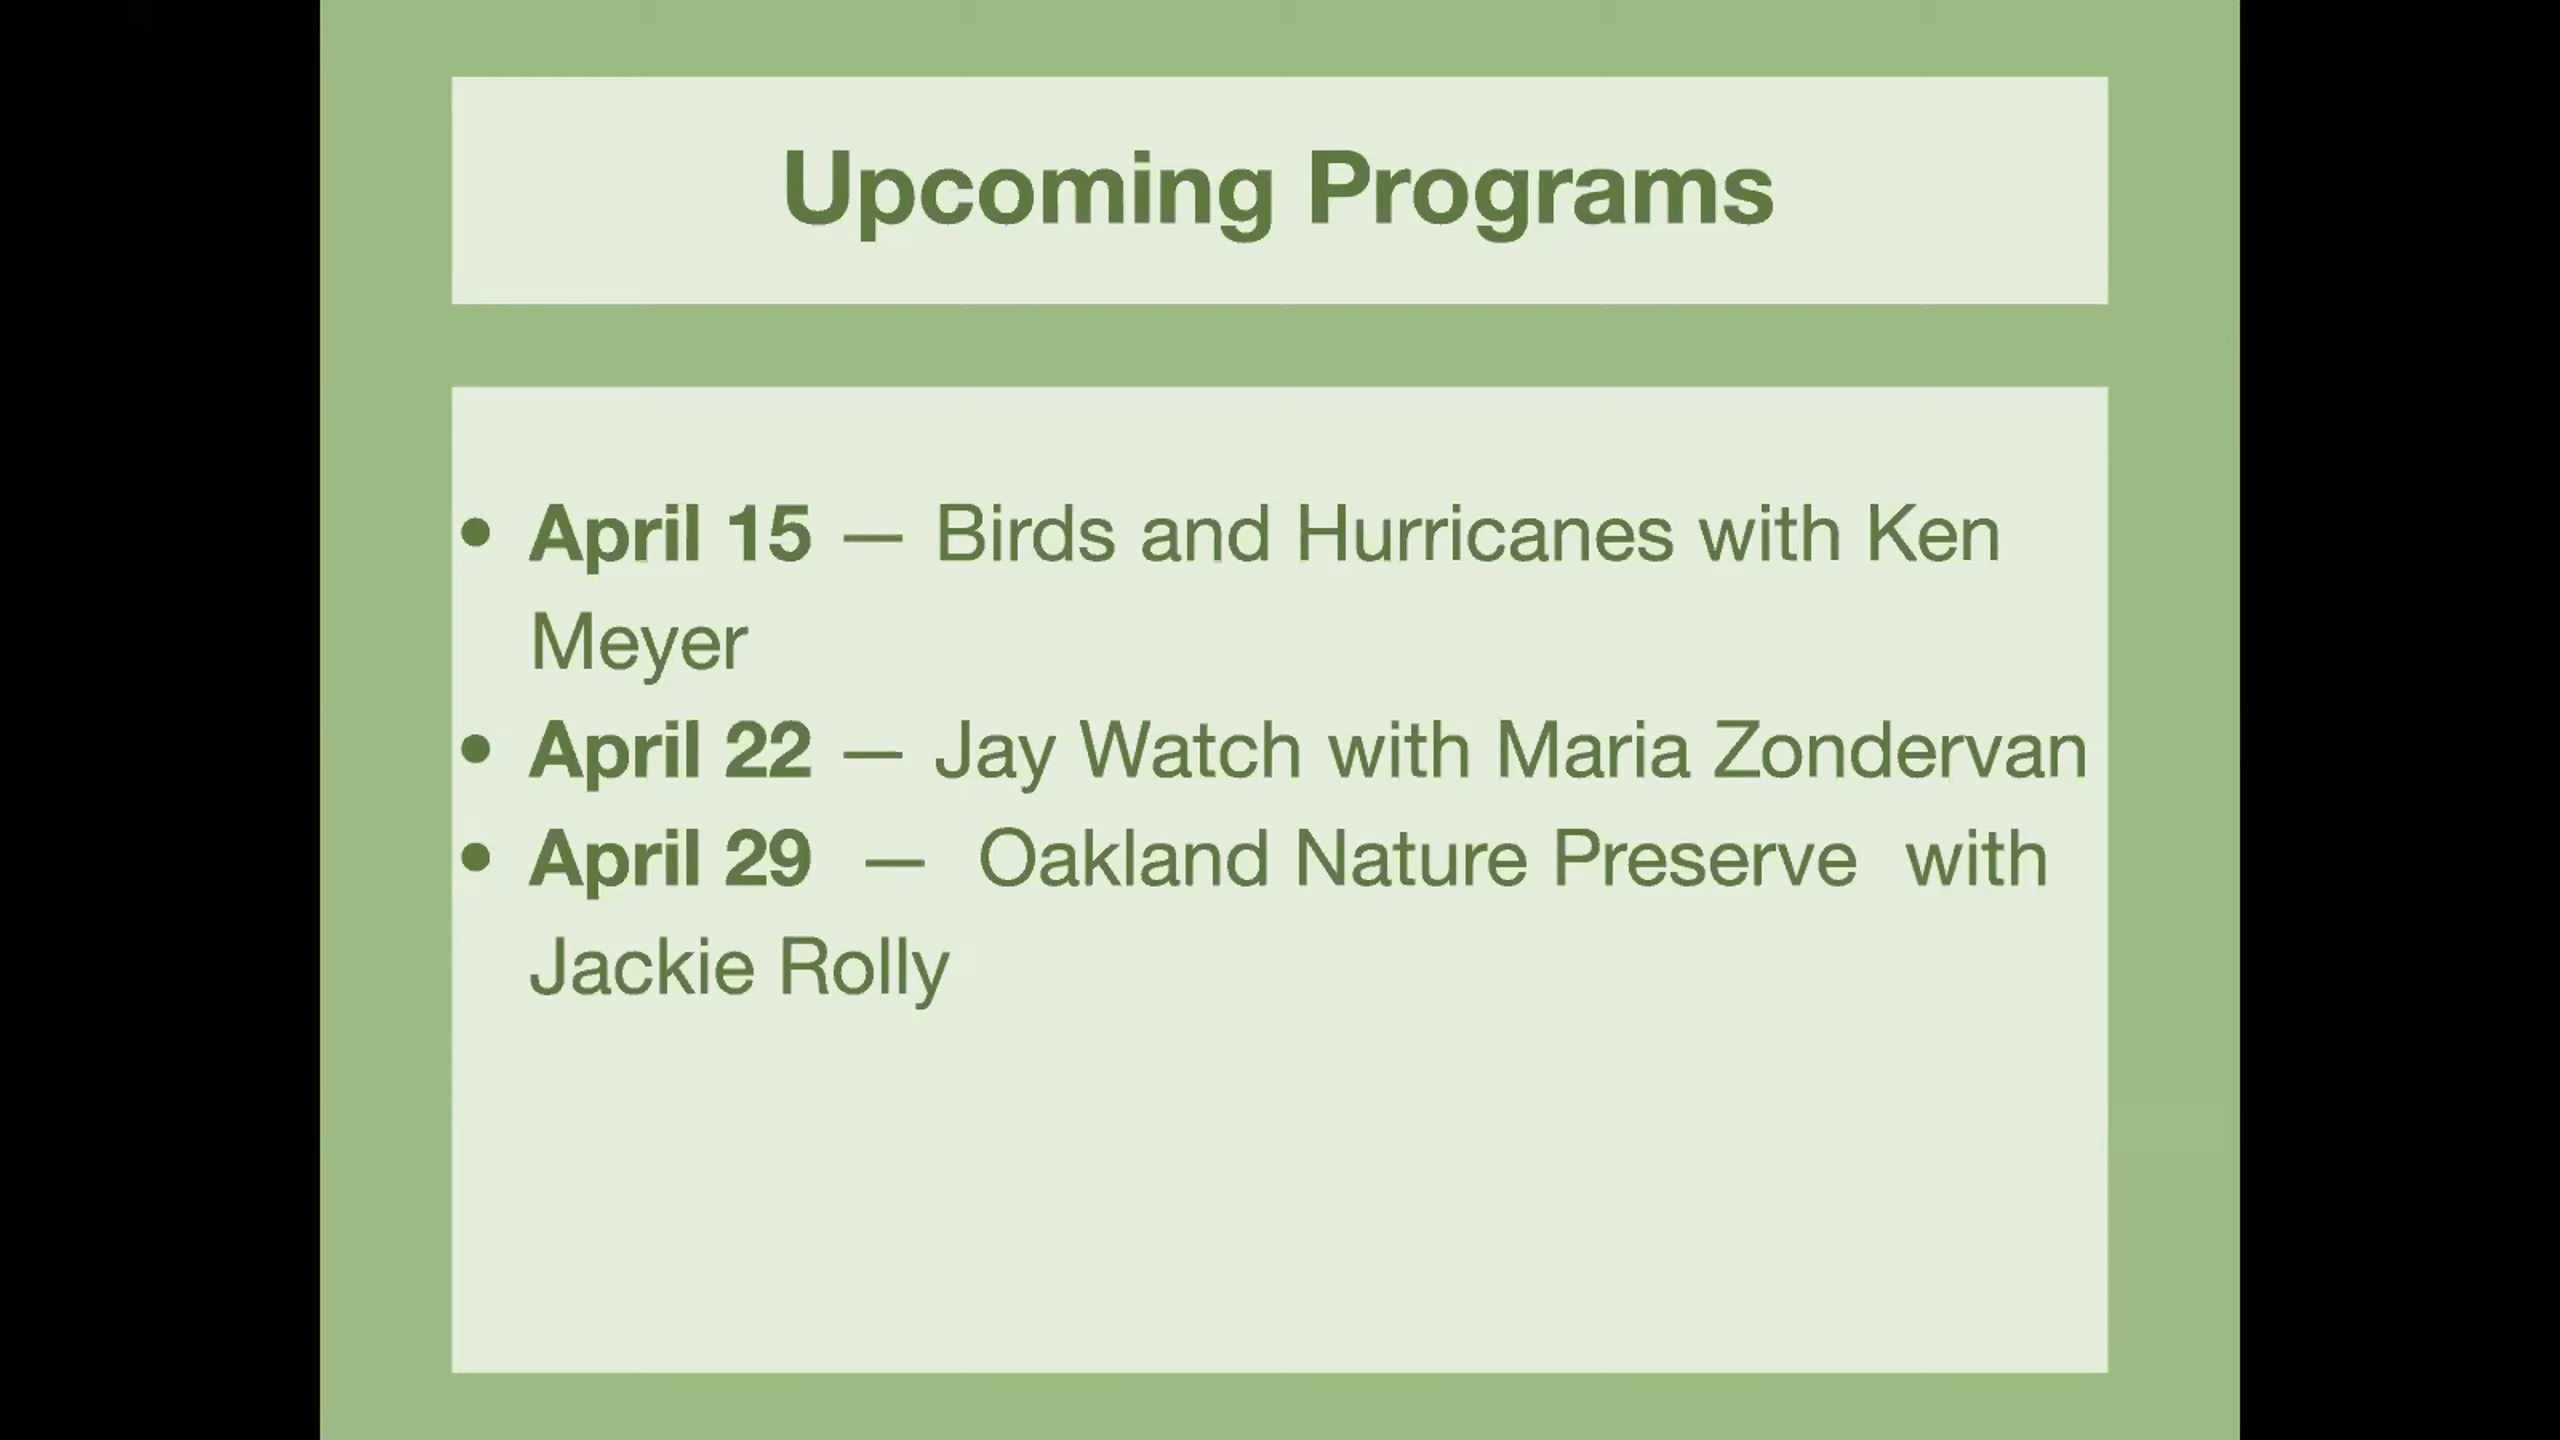 Upcoming Programs
• April 15 — Birds and Hurricanes with Ken
Meyer
• April 22 — Jay Watch with Maria Zondervan
• April 29 — Oakland Nature Preserve with
Jackie Rolly